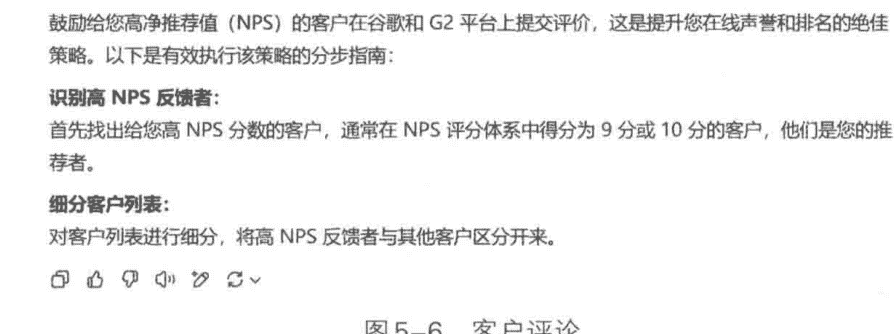 鼓励给您高净推荐值（NPS）的客户在谷歌和 G2 平台上提交评价，这是提升您在线声誉和排名的绝佳
策略。以下是有效执行该策略的分步指南：
识别高 NPS 反馈者：
首先找出给您高 NPS 分数的客户，通常在 NPS 评分体系中得分为 9 分或 10 分的客户，他们是您的推
荐者。
细分客户列表：
对客户列表进行细分，将高 NPS 反馈者与其他客户区分开来。
图 5-6 客户评论